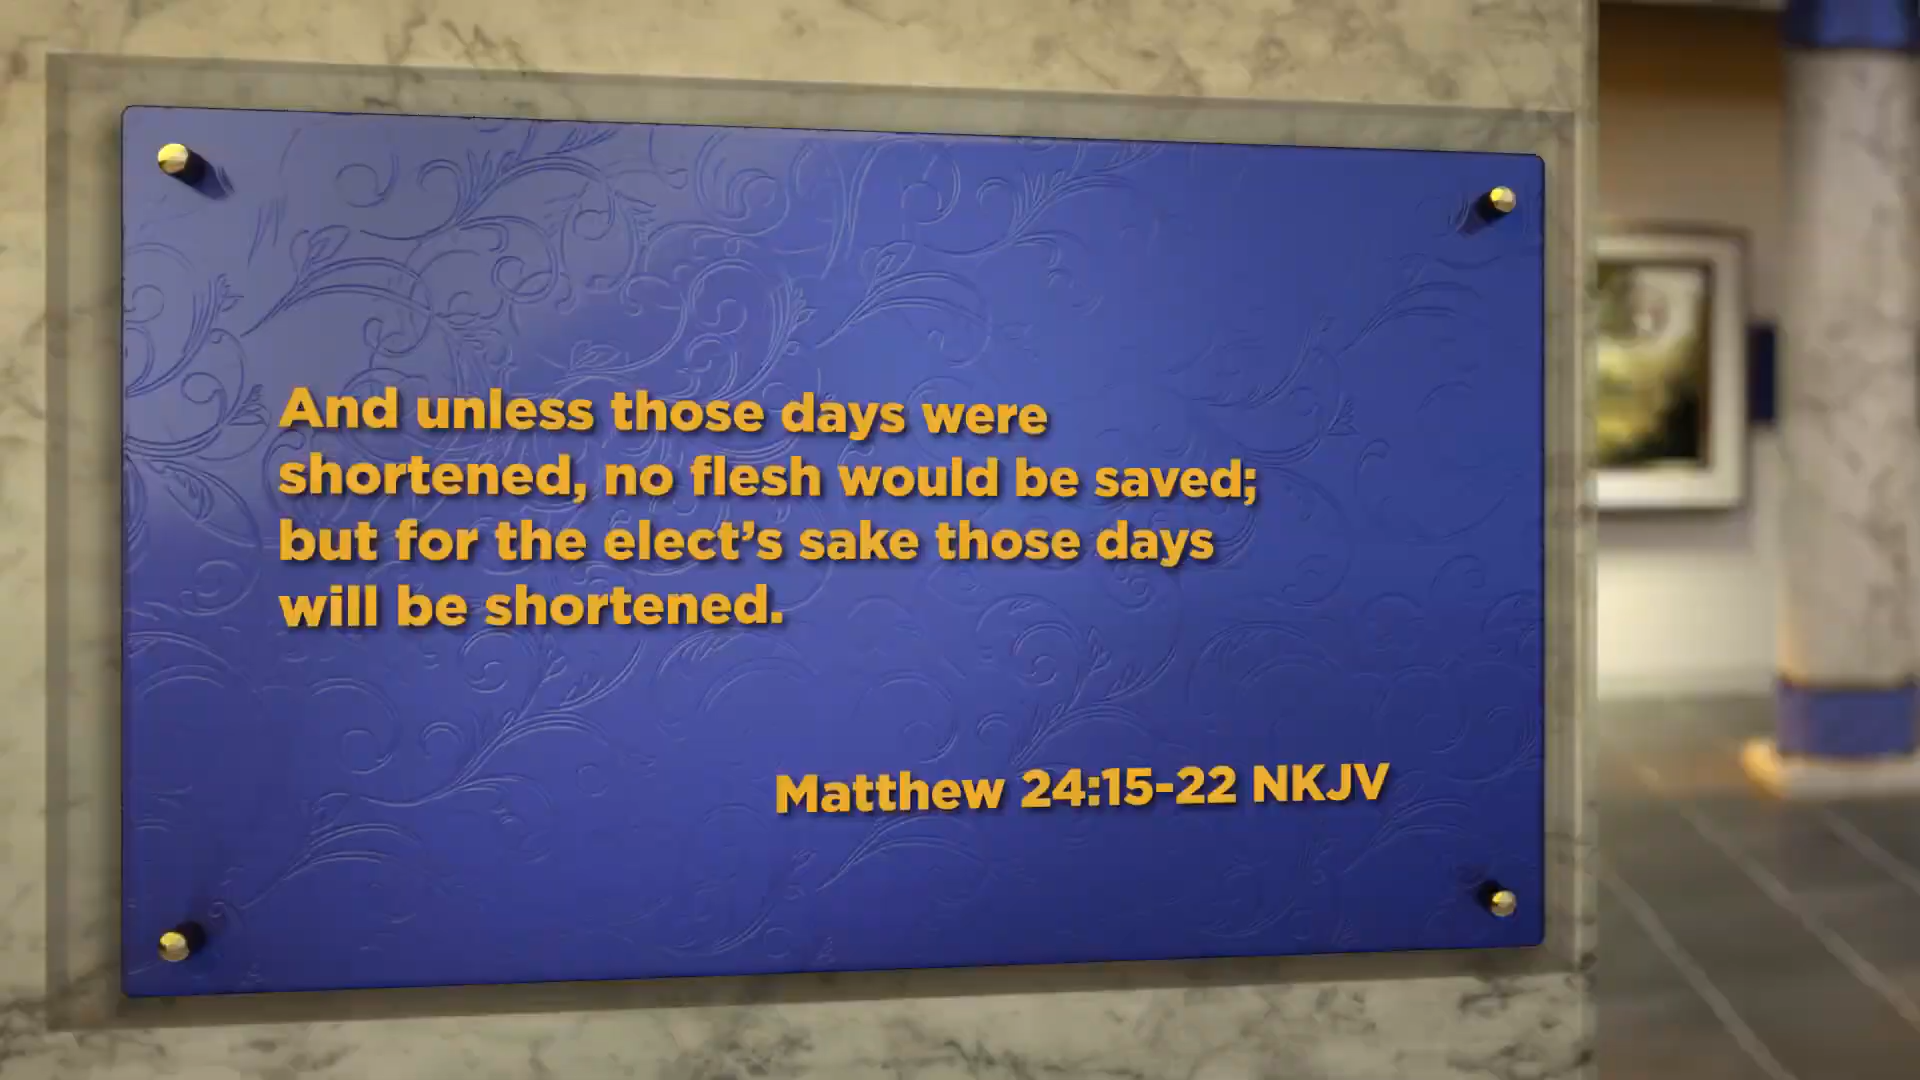 And unless those days were
shortened, no flesh would be saved;
but for the elect’s sake those days
will be shortened.
Matthew 24:15-22 NKJV